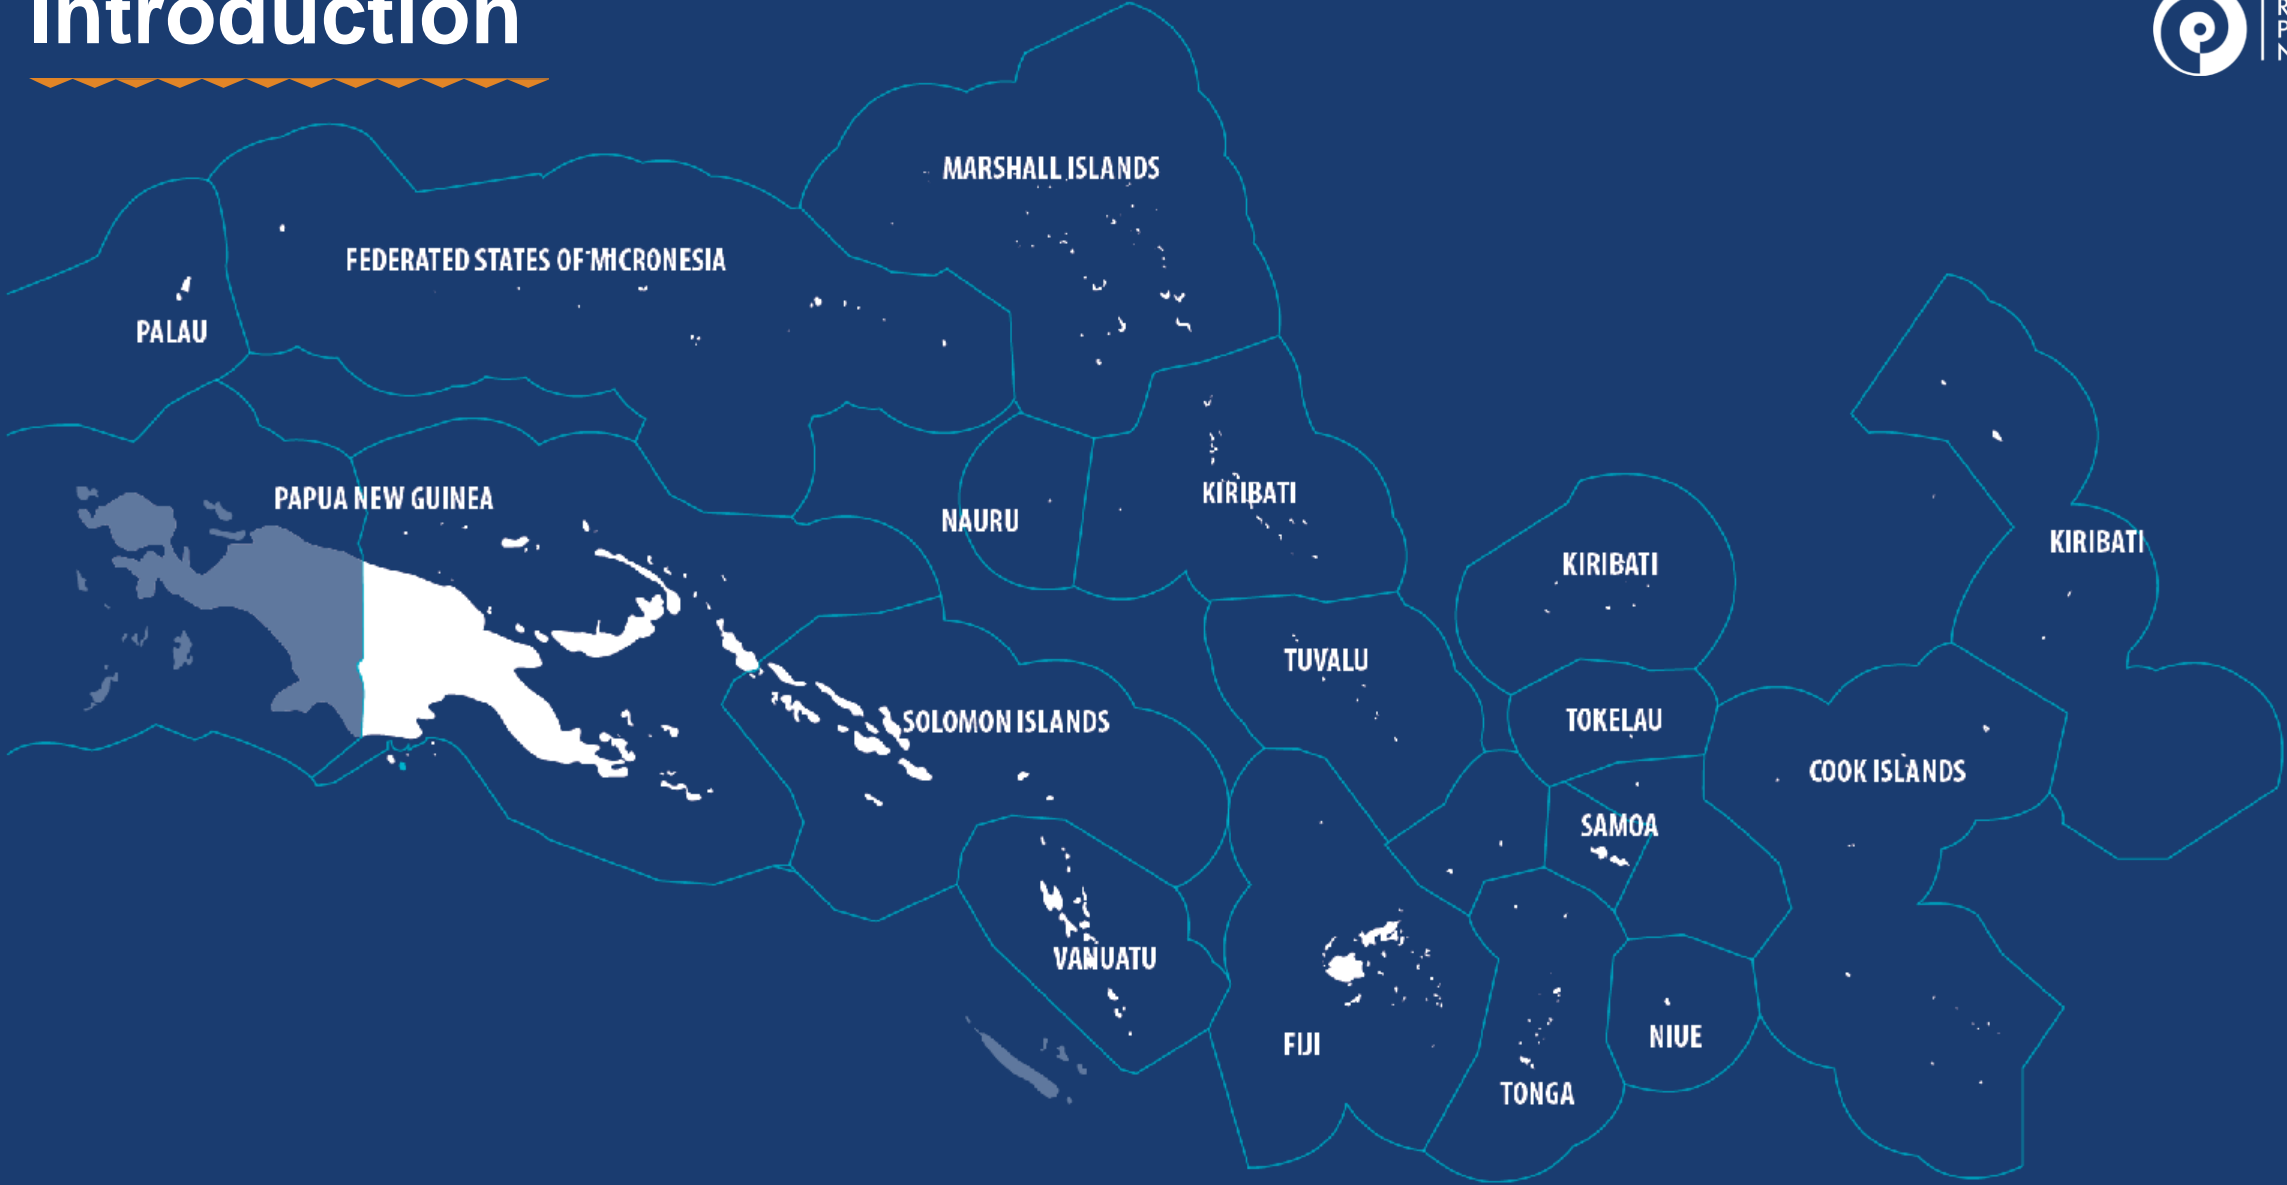 Introduction
R
P
N
MARSHALL ISLANDS
FEDERATED STATES OF MICRONESIA
PALAU
PAPUA NEW GUINEA
NAURU
KIRIBATI
KIRIBATI
KIRIBATI
TUVALU
TOKELAU
SOLOMON ISLANDS
COOK ISLANDS
SAMOA
VANUATU
FIJI
NIUE
TONGA